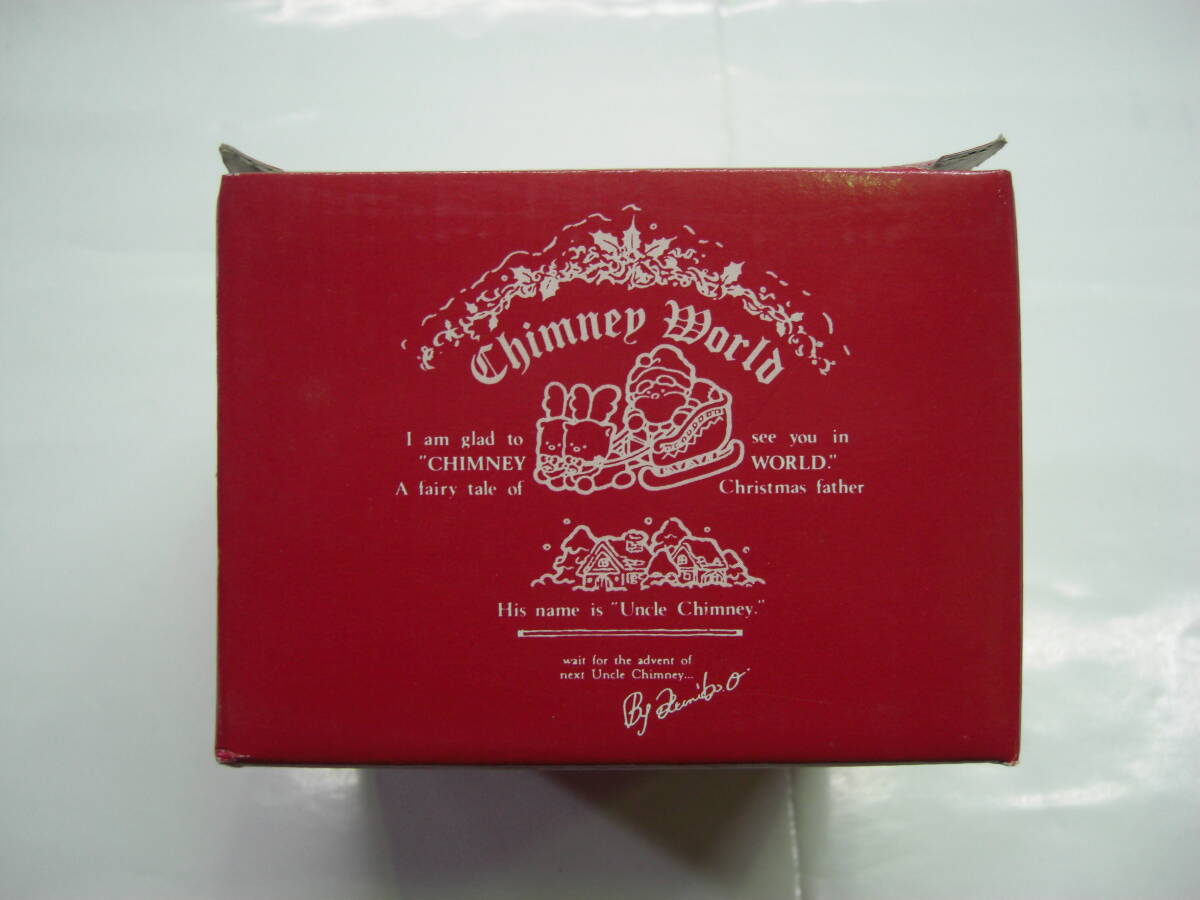 Chimney World
I am glad to see you in
"CHIMNEY WORLD."
A fairy tale of Christmas father
His name is "Uncle Chimney."
wait for the advent of
next Uncle Chimney...
By